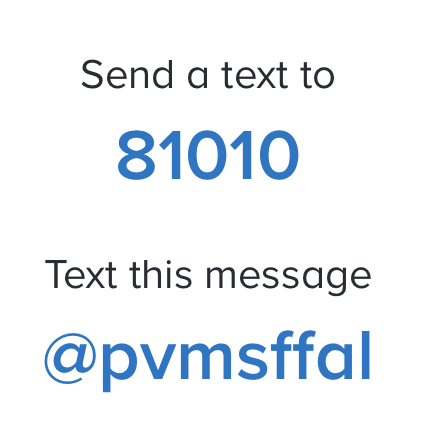 Send a text to
81010
Text this message
@pvmsffal